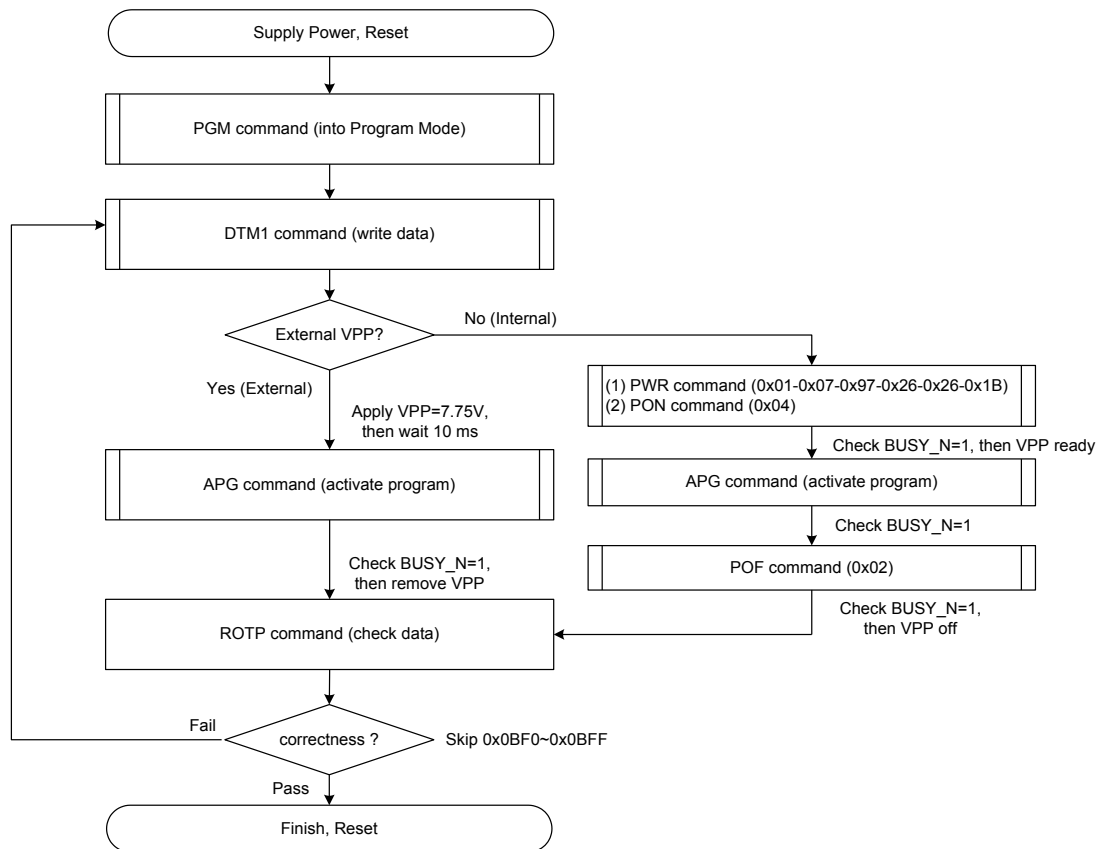 Supply Power, Reset
PGM command (into Program Mode)
DTM1 command (write data)
External VPP?
No (Internal)
Yes (External)
(1) PWR command (0x01-0x07-0x97-0x26-0x26-0x1B)
(2) PON command (0x04)
Apply VPP=7.75V,
then wait 10 ms
Check BUSY_N=1, then VPP ready
APG command (activate program)
APG command (activate program)
Check BUSY_N=1
Check BUSY_N=1,
then remove VPP
POF command (0x02)
Check BUSY_N=1,
then VPP off
ROTP command (check data)
Fail
correctness ?
Skip 0x0BF0~0x0BFF
Pass
Finish, Reset